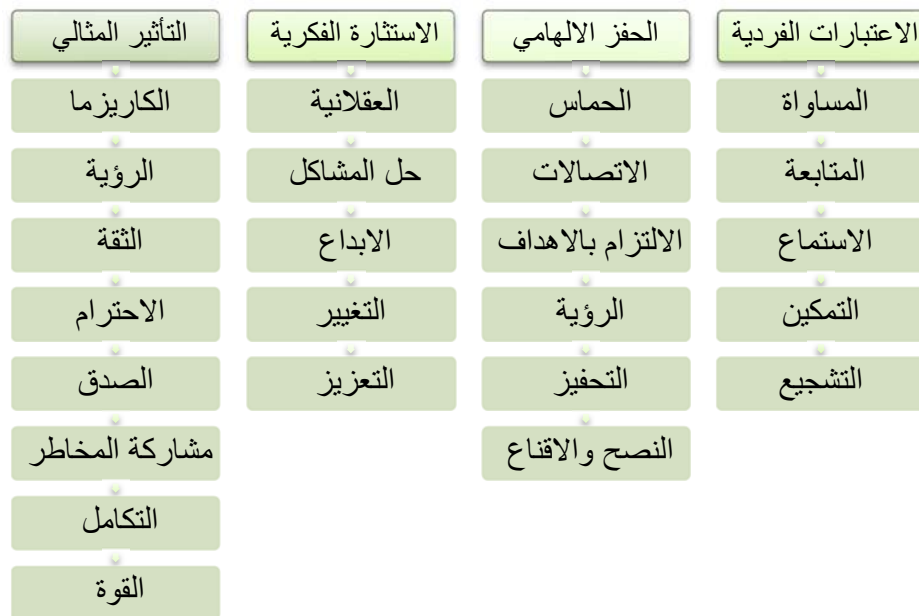 الاعتبارات الفردية
المساواة
المتابعة
الاستماع
التمكين
التشجيع
الحفز الالهامي
الحماس
الاتصالات
الالتزام بالاهداف
الرؤية
التحفيز
النصح والاقناع
الاستثارة الفكرية
العقلانية
حل المشاكل
الابداع
التغيير
التعزيز
التأثير المثالي
الكاريزما
الرؤية
الثقة
الاحترام
الصدق
مشاركة المخاطر
التكامل
القوة